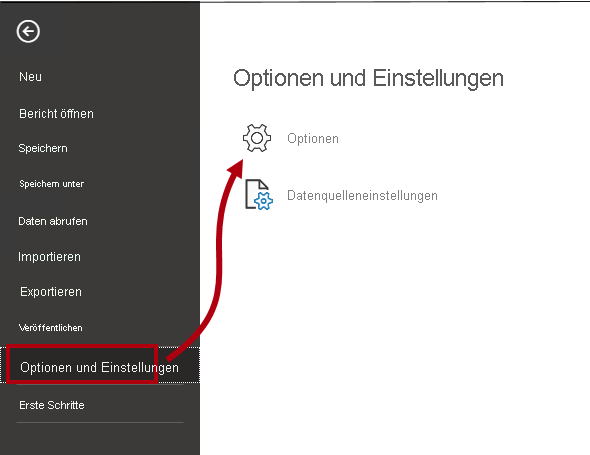 Neu
Bericht öffnen
Speichern
Speichern unter
Daten abrufen
Importieren
Exportieren
Veröffentlichen
Optionen und Einstellungen
Erste Schritte
Optionen und Einstellungen
Optionen
Datenquelleneinstellungen